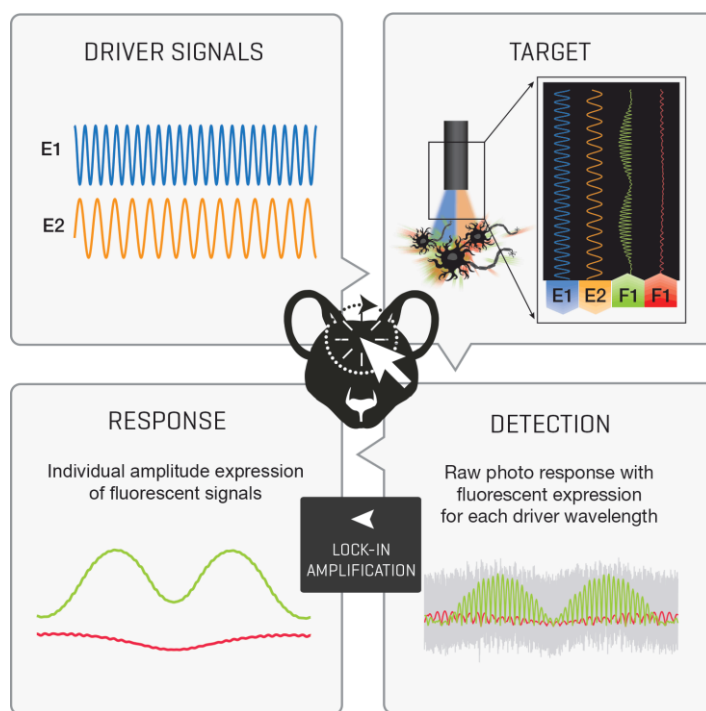 DRIVER SIGNALS
E1
E2
TARGET
E1 E2 F1 F1
RESPONSE
Individual amplitude expression
of fluorescent signals
LOCK-IN
AMPLIFICATION
DETECTION
Raw photo response with
fluorescent expression
for each driver wavelength